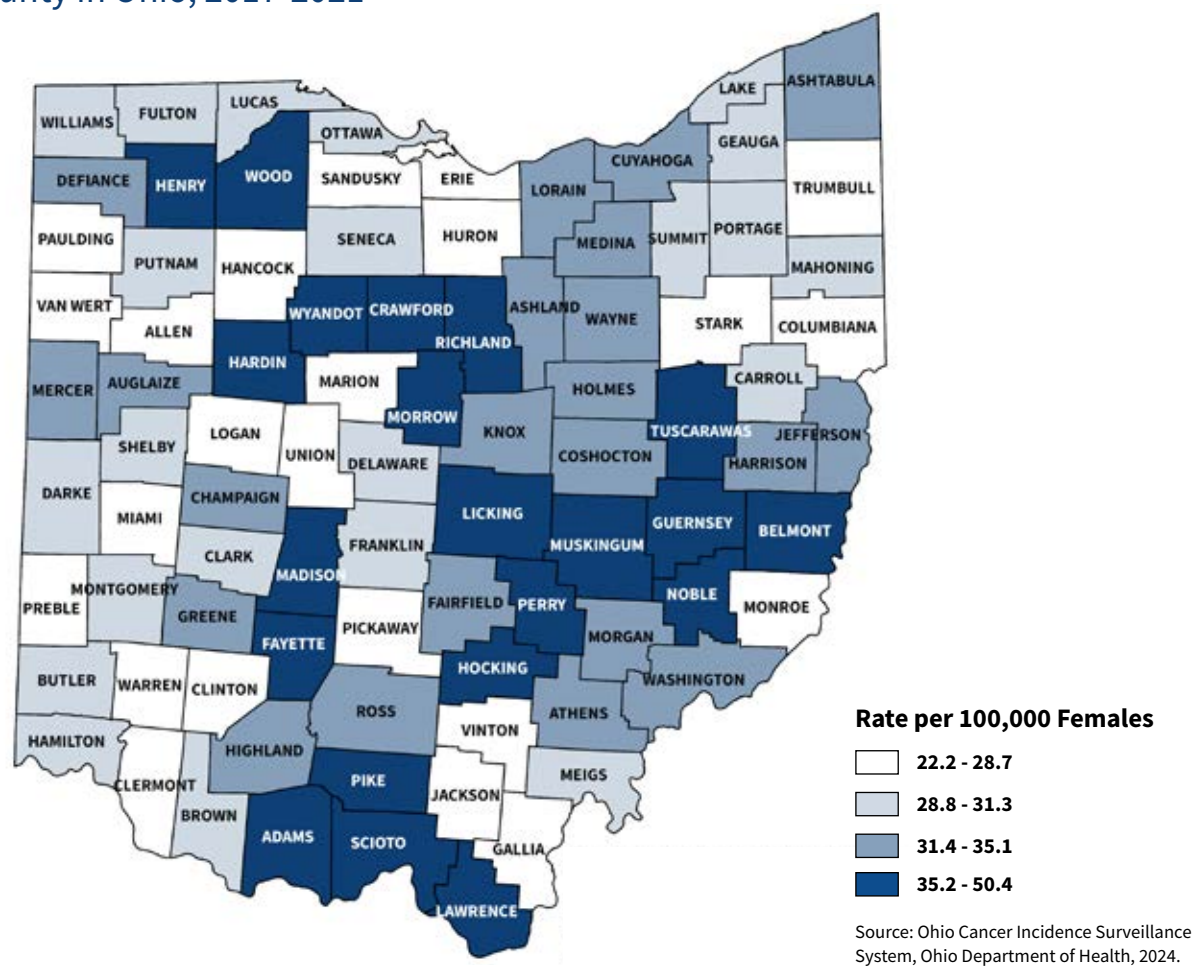 unty in Ohio, 2017-2021
ASHTABULA
LAKE
LUCAS
FULTON
WILLIAMS
OTTAWA
GEAUGA
CUYAHOGA
WOOD
SANDUSKY
ERIE
DEFIANCE
HENRY
LORAIN
TRUMBULL
PAULDING
SENECA
HURON
MEDINA
SUMMIT
PORTAGE
PUTNAM
HANCOCK
MAHONING
VAN WERT
WYANDOT
CRAWFORD
ASHLAND
WAYNE
STARK
COLUMBIANA
ALLEN
RICHLAND
HARDIN
MERCER
AUGLAIZE
MARION
HOLMES
CARROLL
MORROW
LOGAN
KNOX
TUSCARAWAS
JEFFERSON
SHELBY
UNION
DELAWARE
COSHOCTON
HARRISON
DARKE
CHAMPAIGN
MIAMI
LICKING
GUERNSEY
BELMONT
CLARK
FRANKLIN
MUSKINGUM
MADISON
MONTGOMERY
PREBLE
GREENE
PICKAWAY
FAIRFIELD
PERRY
NOBLE
MONROE
FAYETTE
MORGAN
HOCKING
BUTLER
WARREN
CLINTON
WASHINGTON
ROSS
ATHENS
HAMILTON
HIGHLAND
VINTON
CLERMONT
PIKE
JACKSON
MEIGS
BROWN
ADAMS
SCIOTO
GALLIA
LAWRENCE
Rate per 100,000 Females
22.2 - 28.7
28.8 - 31.3
31.4 - 35.1
35.2 - 50.4
Source: Ohio Cancer Incidence Surveillance
System, Ohio Department of Health, 2024.